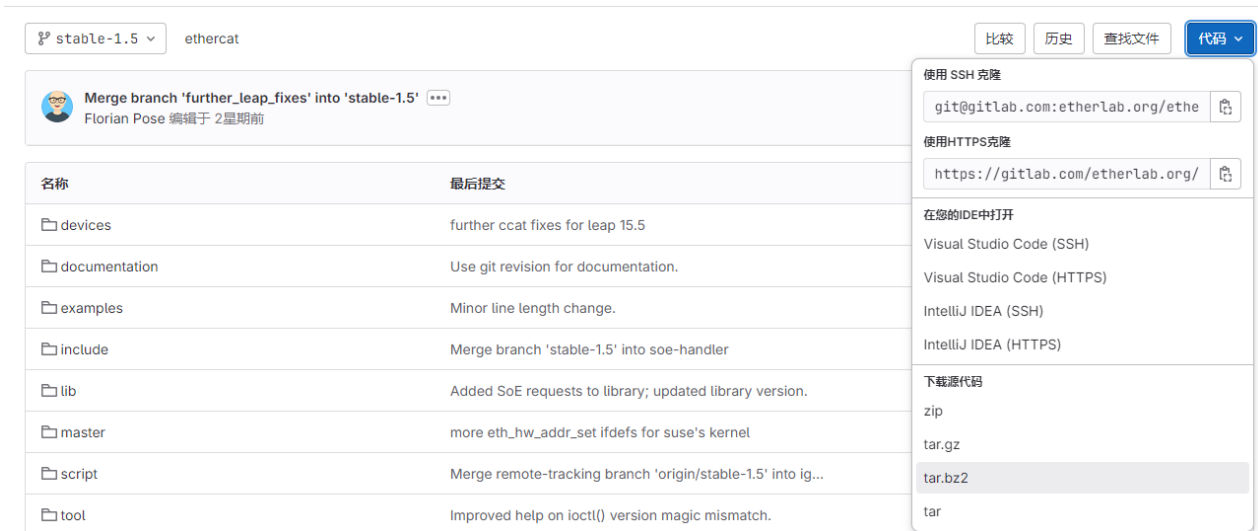 stable-1.5 ethercat 比较 历史 查找文件 代码
Merge branch 'further_leap_fixes' into 'stable-1.5'
Florian Pose 编辑于 2星期前
名称 最后提交
devices further ccat fixes for leap 15.5
documentation Use git revision for documentation.
examples Minor line length change.
include Merge branch 'stable-1.5' into soe-handler
lib Added SoE requests to library; updated library version.
master more eth_hw_addr_set ifdefs for suse's kernel
script Merge remote-tracking branch 'origin/stable-1.5' into ig...
tool Improved help on ioctl() version magic mismatch.
使用 SSH 克隆
git@gitlab.com:etherlab.org/ethe
使用HTTPS克隆
https://gitlab.com/etherlab.org/
在您的IDE中打开
Visual Studio Code (SSH)
Visual Studio Code (HTTPS)
IntelliJ IDEA (SSH)
IntelliJ IDEA (HTTPS)
下载源代码
zip
tar.gz
tar.bz2
tar